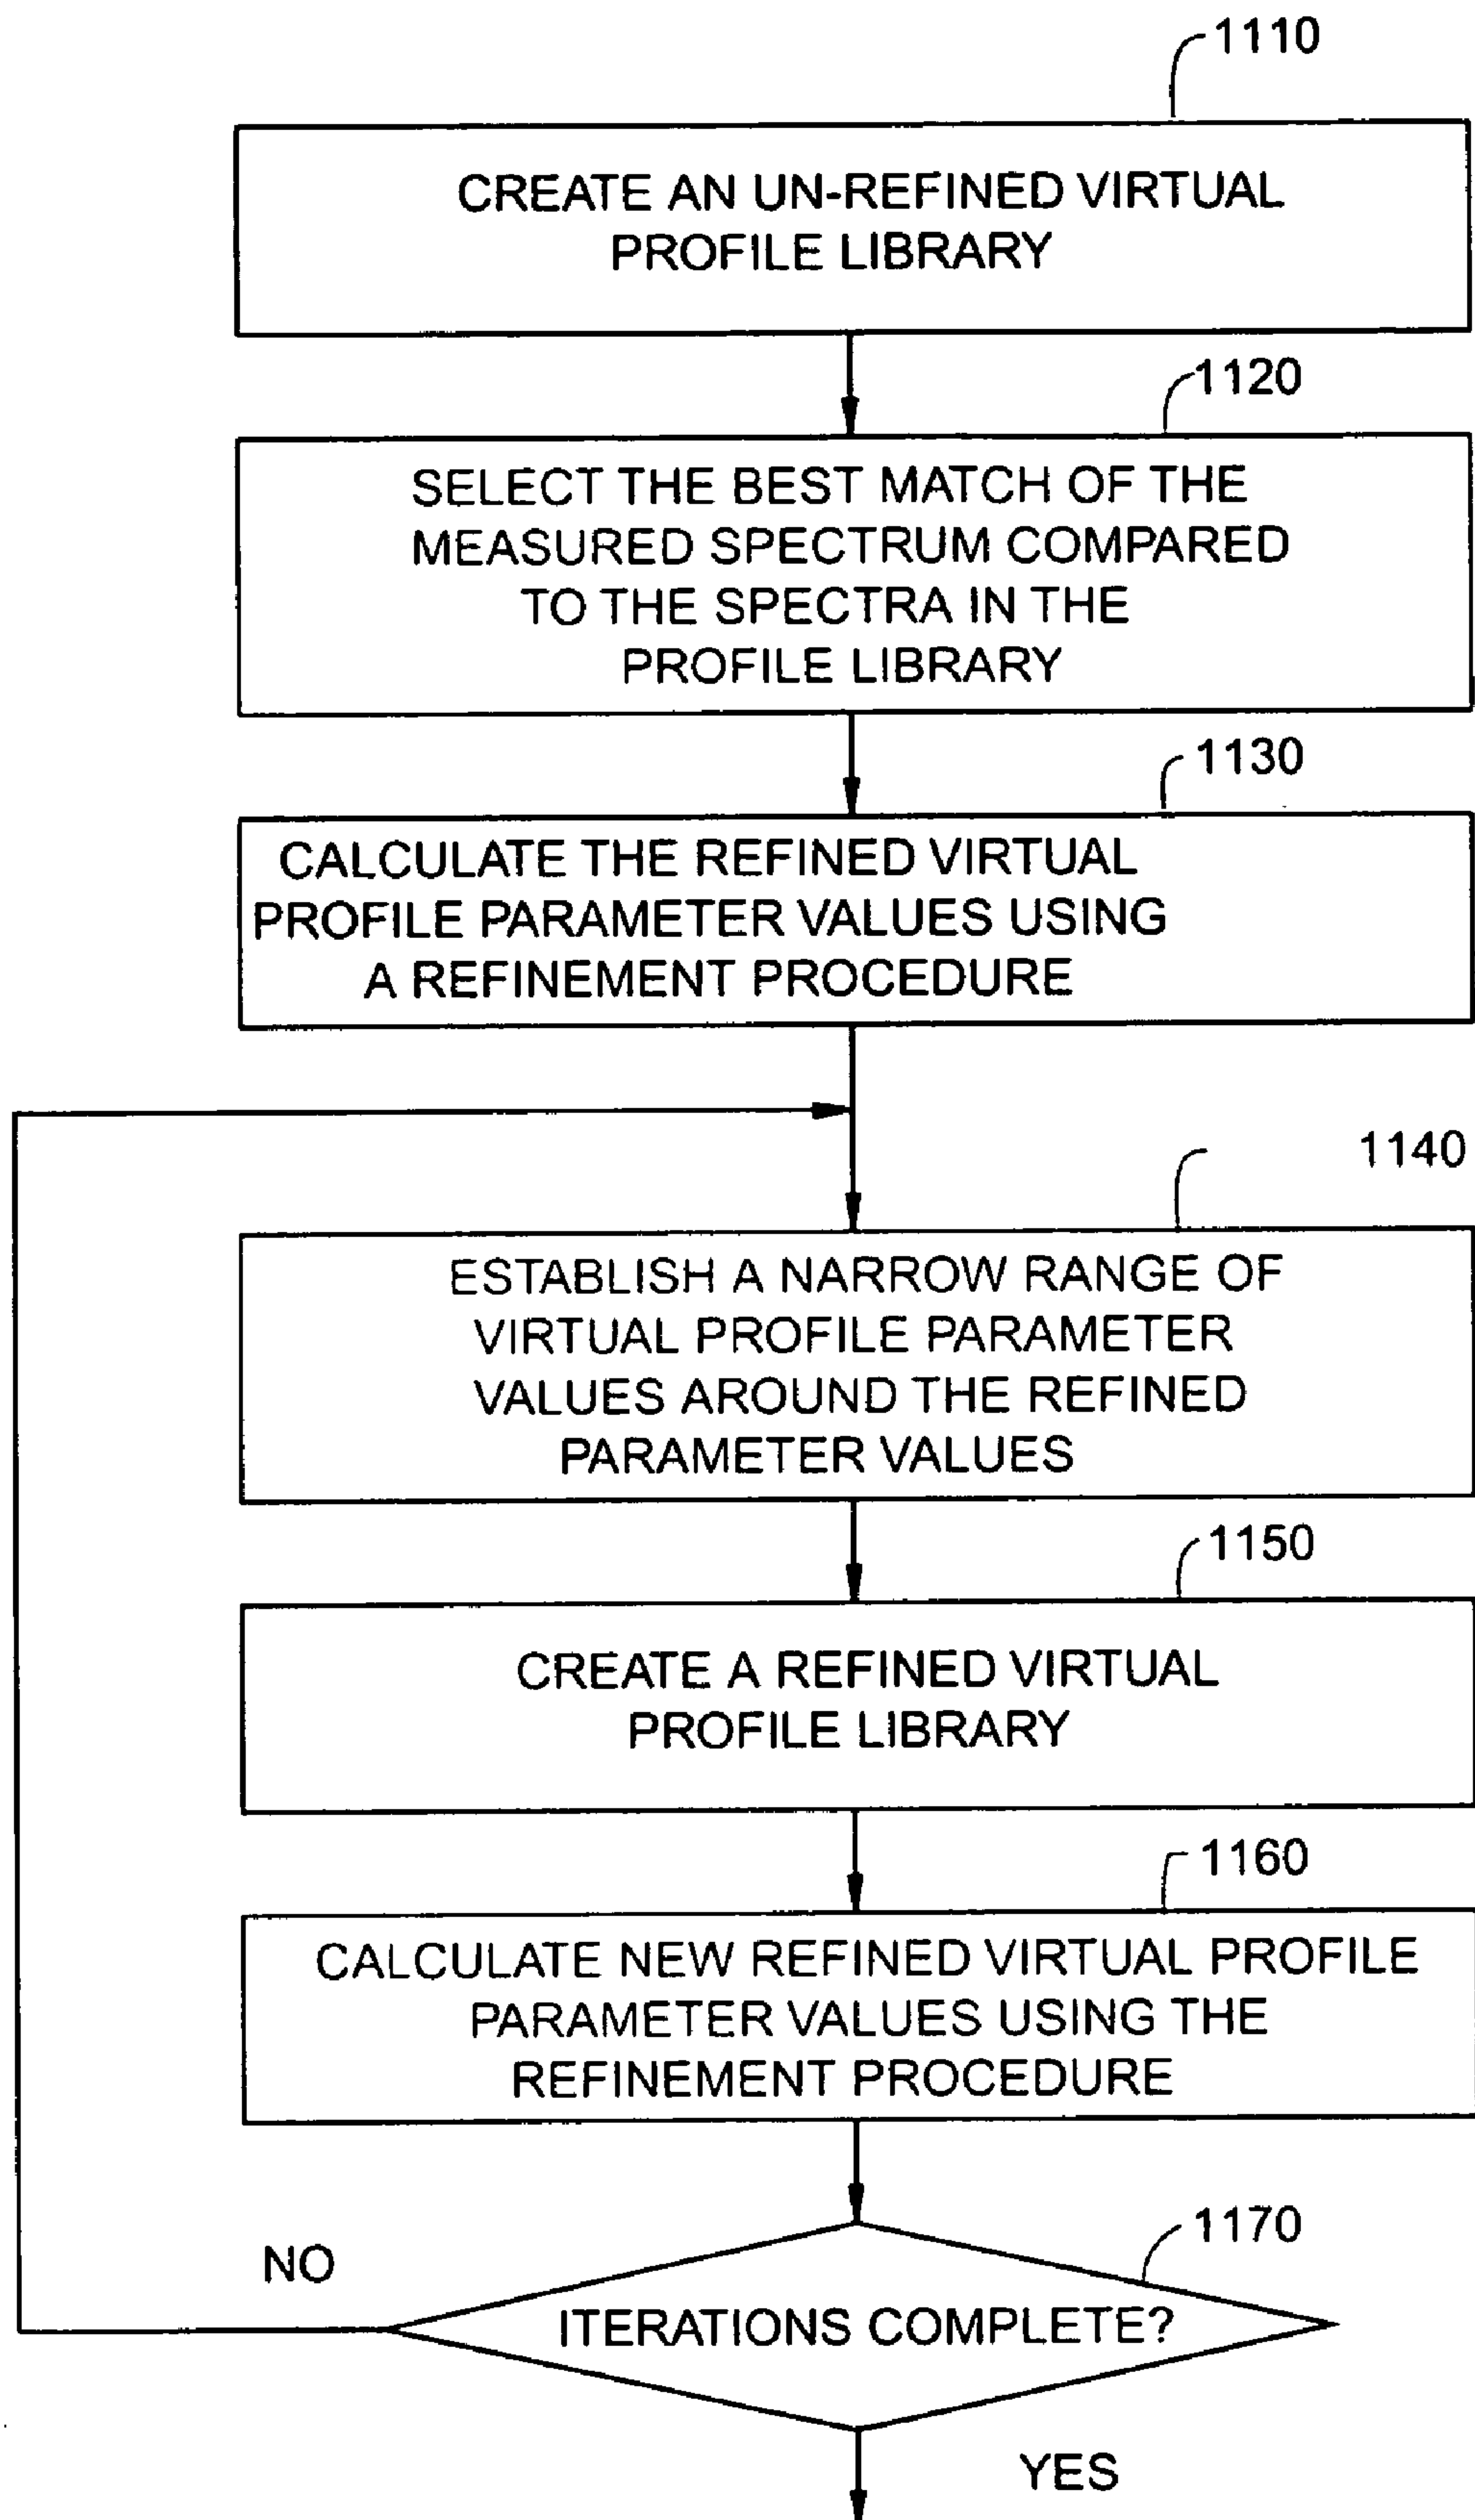 1110
CREATE AN UN-REFINED VIRTUAL
PROFILE LIBRARY
1120
SELECT THE BEST MATCH OF THE
MEASURED SPECTRUM COMPARED
TO THE SPECTRA IN THE
PROFILE LIBRARY
1130
CALCULATE THE REFINED VIRTUAL
PROFILE PARAMETER VALUES USING
A REFINEMENT PROCEDURE
1140
ESTABLISH A NARROW RANGE OF
VIRTUAL PROFILE PARAMETER
VALUES AROUND THE REFINED
PARAMETER VALUES
1150
CREATE A REFINED VIRTUAL
PROFILE LIBRARY
1160
CALCULATE NEW REFINED VIRTUAL PROFILE
PARAMETER VALUES USING THE
REFINEMENT PROCEDURE
1170
NO
ITERATIONS COMPLETE?
YES